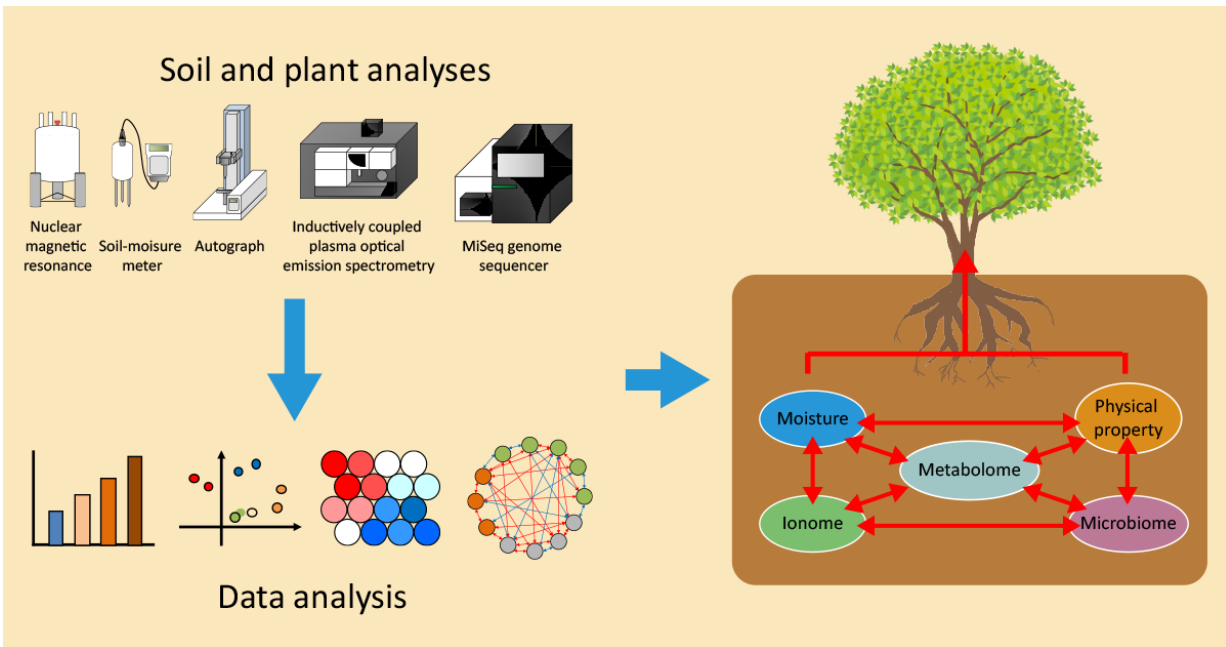 Soil and plant analyses
Nuclear
magnetic
resonance
Soil-moisure
meter
Autograph
Inductively coupled
plasma optical
emission spectrometry
MiSeq genome
sequencer
Data analysis
Moisture
Physical
property
Metabolome
Ionome
Microbiome